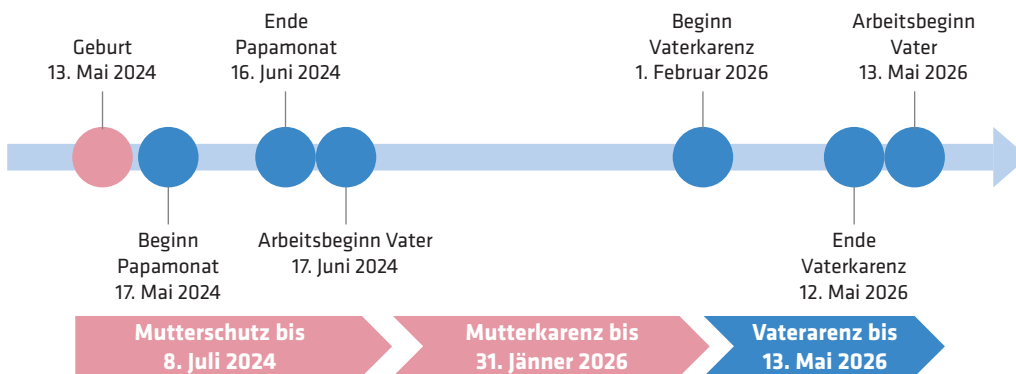 Geburt
13. Mai 2024
Ende
Papamonat
16. Juni 2024
Beginn
Vaterkarenz
1. Februar 2026
Arbeitsbeginn
Vater
13. Mai 2026
Beginn
Papamonat
17. Mai 2024
Arbeitsbeginn Vater
17. Juni 2024
Ende
Vaterkarenz
12. Mai 2026
Mutterschutz bis
8. Juli 2024
Mutterkarenz bis
31. Jänner 2026
Vaterarenz bis
13. Mai 2026